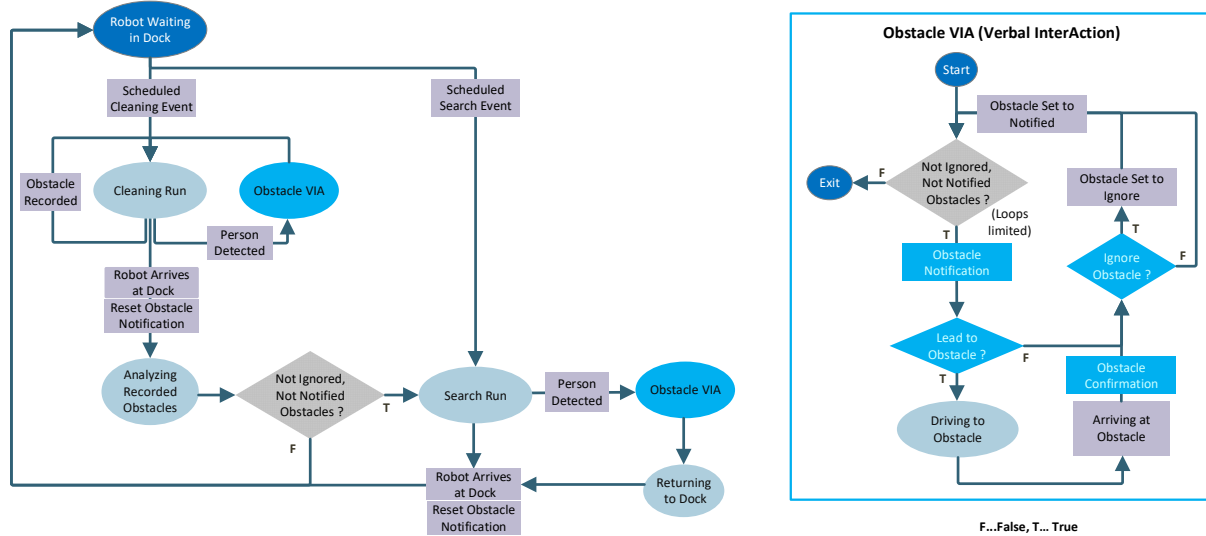 Robot Waiting
in Dock
Scheduled
Cleaning Event
Scheduled
Search Event
Obstacle
Recorded
Cleaning Run
Obstacle VIA
Person
Detected
Robot Arrives
at Dock
Reset Obstacle
Notification
Analyzing
Recorded
Obstacles
Not Ignored,
Not Notified
Obstacles ?
T
F
Search Run
Person
Detected
Obstacle VIA
Robot Arrives
at Dock
Reset Obstacle
Notification
Returning
to Dock
Obstacle VIA (Verbal InterAction)
Start
Obstacle Set to
Notified
Exit
F
Not Ignored,
Not Notified
Obstacles ?
(Loops
limited)
T
Obstacle Set to
Ignore
T
Obstacle
Notification
Ignore
Obstacle ?
F
Lead to
Obstacle ?
F
T
Obstacle
Confirmation
Driving to
Obstacle
Arriving at
Obstacle
F...False, T... True